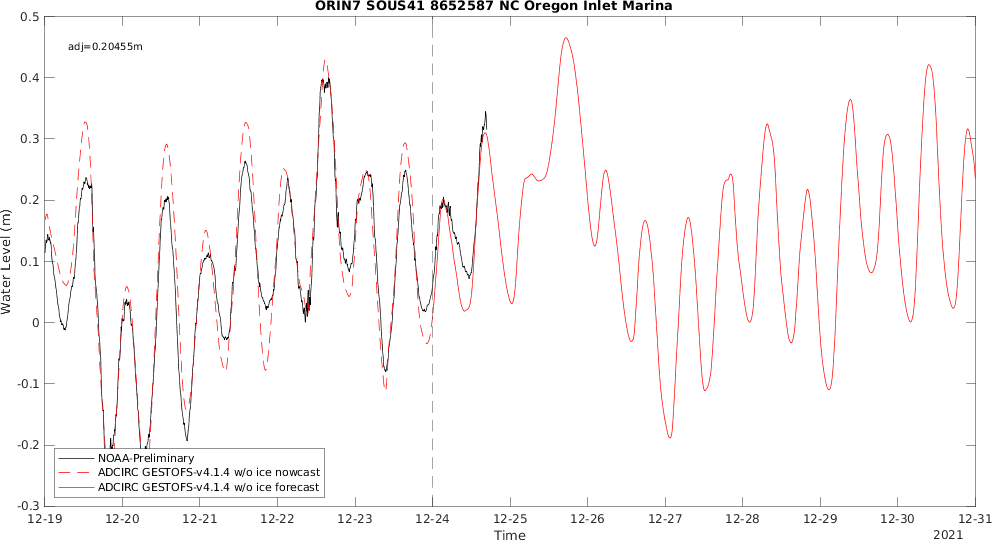 ORIN7 SOUS41 8652587 NC Oregon Inlet Marina
adj=0.20455m
Water Level (m)
0.5
0.4
0.3
0.2
0.1
0
-0.1
-0.2
-0.3
NOAA-Preliminary
ADCIRC GESTOFS-v4.1.4 w/o ice nowcast
ADCIRC GESTOFS-v4.1.4 w/o ice forecast
12-19 12-20 12-21 12-22 12-23 12-24 12-25 12-26 12-27 12-28 12-29 12-30 12-31
Time
2021